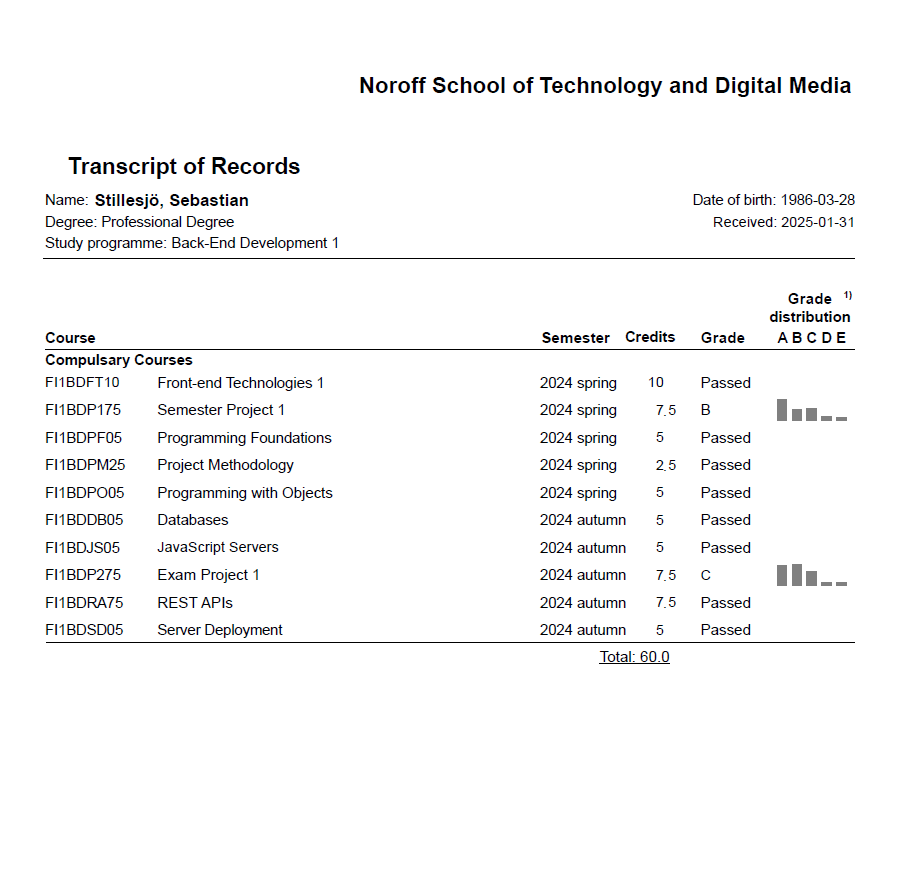 Noroff School of Technology and Digital Media
Transcript of Records
Name: Stillesjö, Sebastian Date of birth: 1986-03-28
Degree: Professional Degree Received: 2025-01-31
Study programme: Back-End Development 1
Grade 1)
distribution
Course Semester Credits Grade A B C D E
Compulsary Courses
FI1BDFT10 Front-end Technologies 1 2024 spring 10 Passed
FI1BDP175 Semester Project 1 2024 spring 7.5 B
FI1BDPF05 Programming Foundations 2024 spring 5 Passed
FI1BDPM25 Project Methodology 2024 spring 2.5 Passed
FI1BDPO05 Programming with Objects 2024 spring 5 Passed
FI1BDDB05 Databases 2024 autumn 5 Passed
FI1BDJS05 JavaScript Servers 2024 autumn 5 Passed
FI1BDP275 Exam Project 1 2024 autumn 7.5 C
FI1BDRA75 REST APIs 2024 autumn 7.5 Passed
FI1BDSD05 Server Deployment 2024 autumn 5 Passed
Total: 60.0